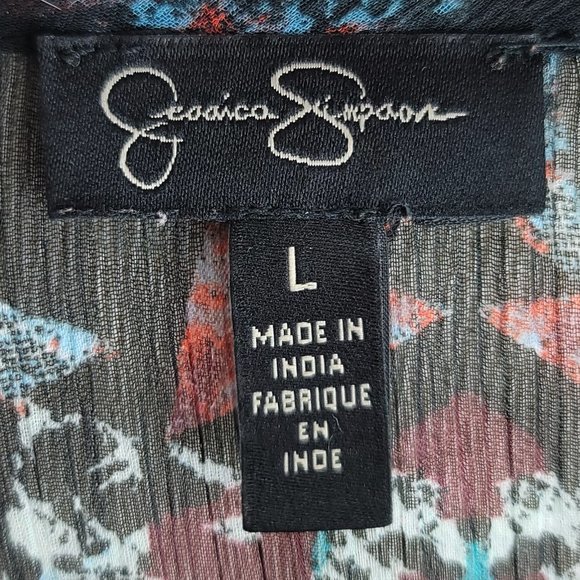 Jessica Simpson
L
MADE IN
INDIA
FABRIQUE
EN
INDE